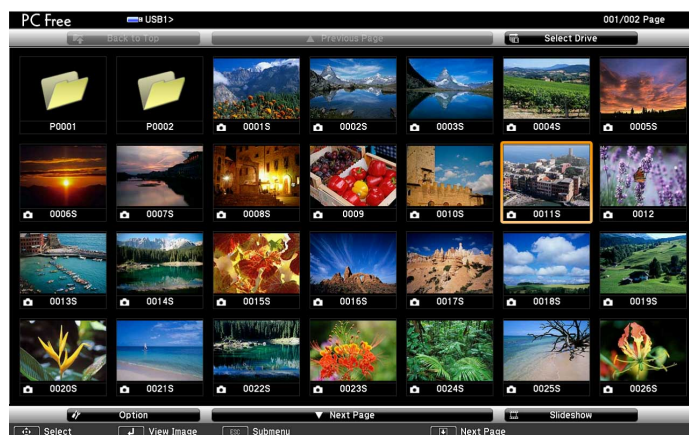 PC Free USB1> 001/002 Page
Back to Top Previous Page Select Drive
P0001 P0002 0001S 0002S 0003S 0004S 0005S
0006S 0007S 0008S 0009 0010S 0011S 0012
0013S 0014S 0015S 0016S 0017S 0018S 0019S
0020S 0021S 0022S 0023S 0024S 0025S 0026S
Option Next Page Slideshow
Select View Image ESC Submenu Next Page